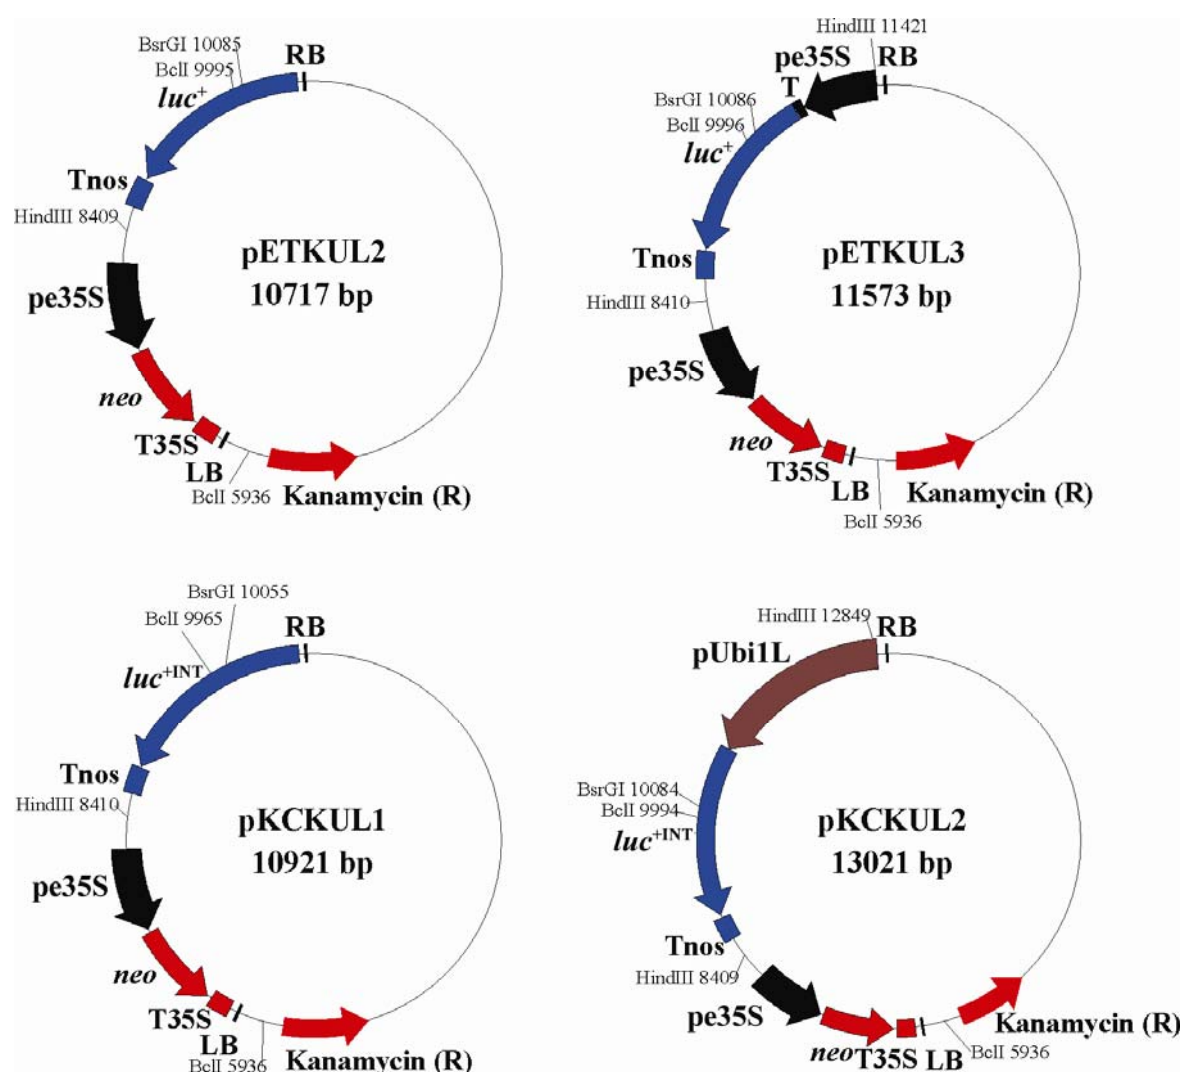 BsrGI 10085
BclI 9995
luc+
RB
Tnos
HindIII 8409
pETKUL2
10717 bp
pe35S
neo
T35S
LB
BclI 5936
Kanamycin (R)
HindIII 11421
pe35S
RB
T
BsrGI 10086
BclI 9996
luc+
Tnos
HindIII 8410
pETKUL3
11573 bp
pe35S
neo
T35S
LB
Kanamycin (R)
BclI 5936
BsrGI 10055
BclI 9965
RB
luc+INT
Tnos
HindIII 8410
pKCKUL1
10921 bp
pe35S
neo
T35S
LB
BclI 5936
Kanamycin (R)
HindIII 12849
RB
pUbi1L
BsrGI 10084
BclI 9994
luc+INT
pKCKUL2
13021 bp
Tnos
HindIII 8409
pe35S
neo
T35S
LB
BclI 5936
Kanamycin (R)